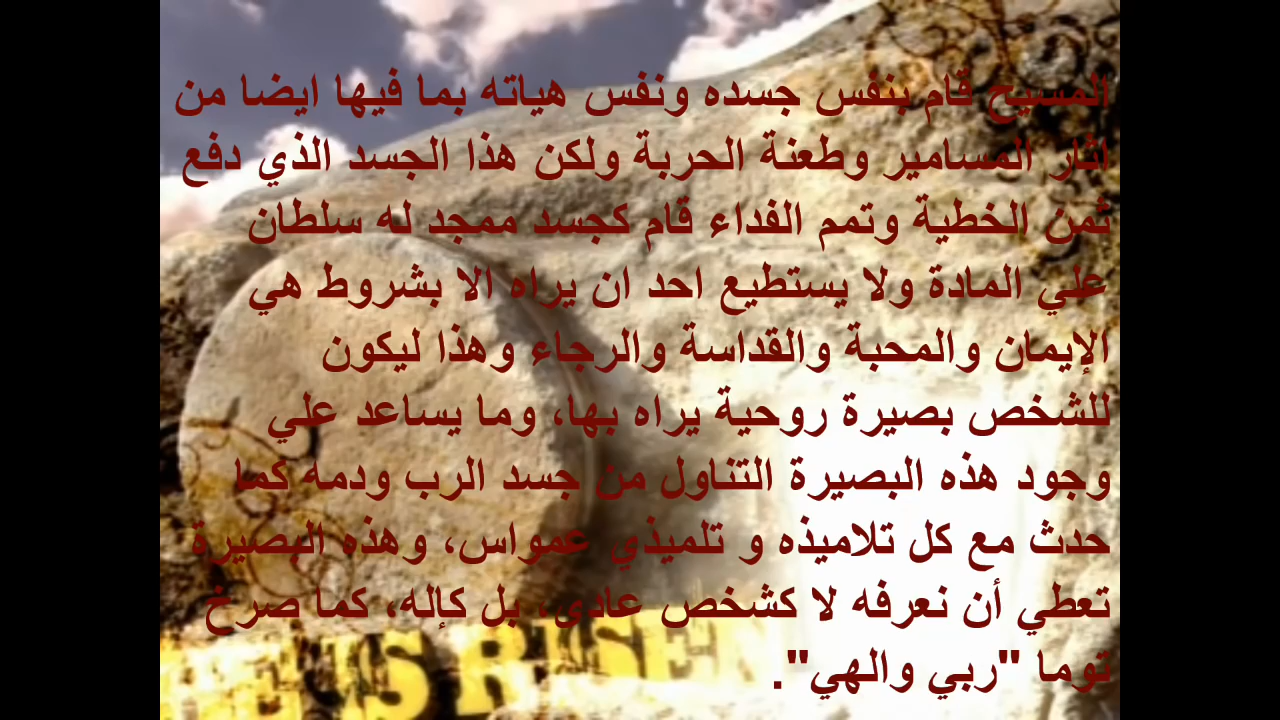 المسيح قام بنفس جسده ونفس هياته بما فيها ايضا من
اثار المسامير وطعنة الحربة ولكن هذا الجسد الذي دفع
ثمن الخطية وتمم الفداء قام كجسد ممجد له سلطان
علي المادة ولا يستطيع احد ان يراه الا بشروط هي
الإيمان والمحبة والقداسة والرجاء وهذا ليكون
للشخص بصيرة روحية يراه بها، وما يساعد علي
وجود هذه البصيرة التناول من جسد الرب ودمه كما
حدث مع كل تلاميذه و تلميذيِ عمواس، وهذه البصيرة
تعطي أن نعرفه لا كشخص عادى، بل كإله، كما صرخ
توما "ربي والهي".
HE IS RISEN